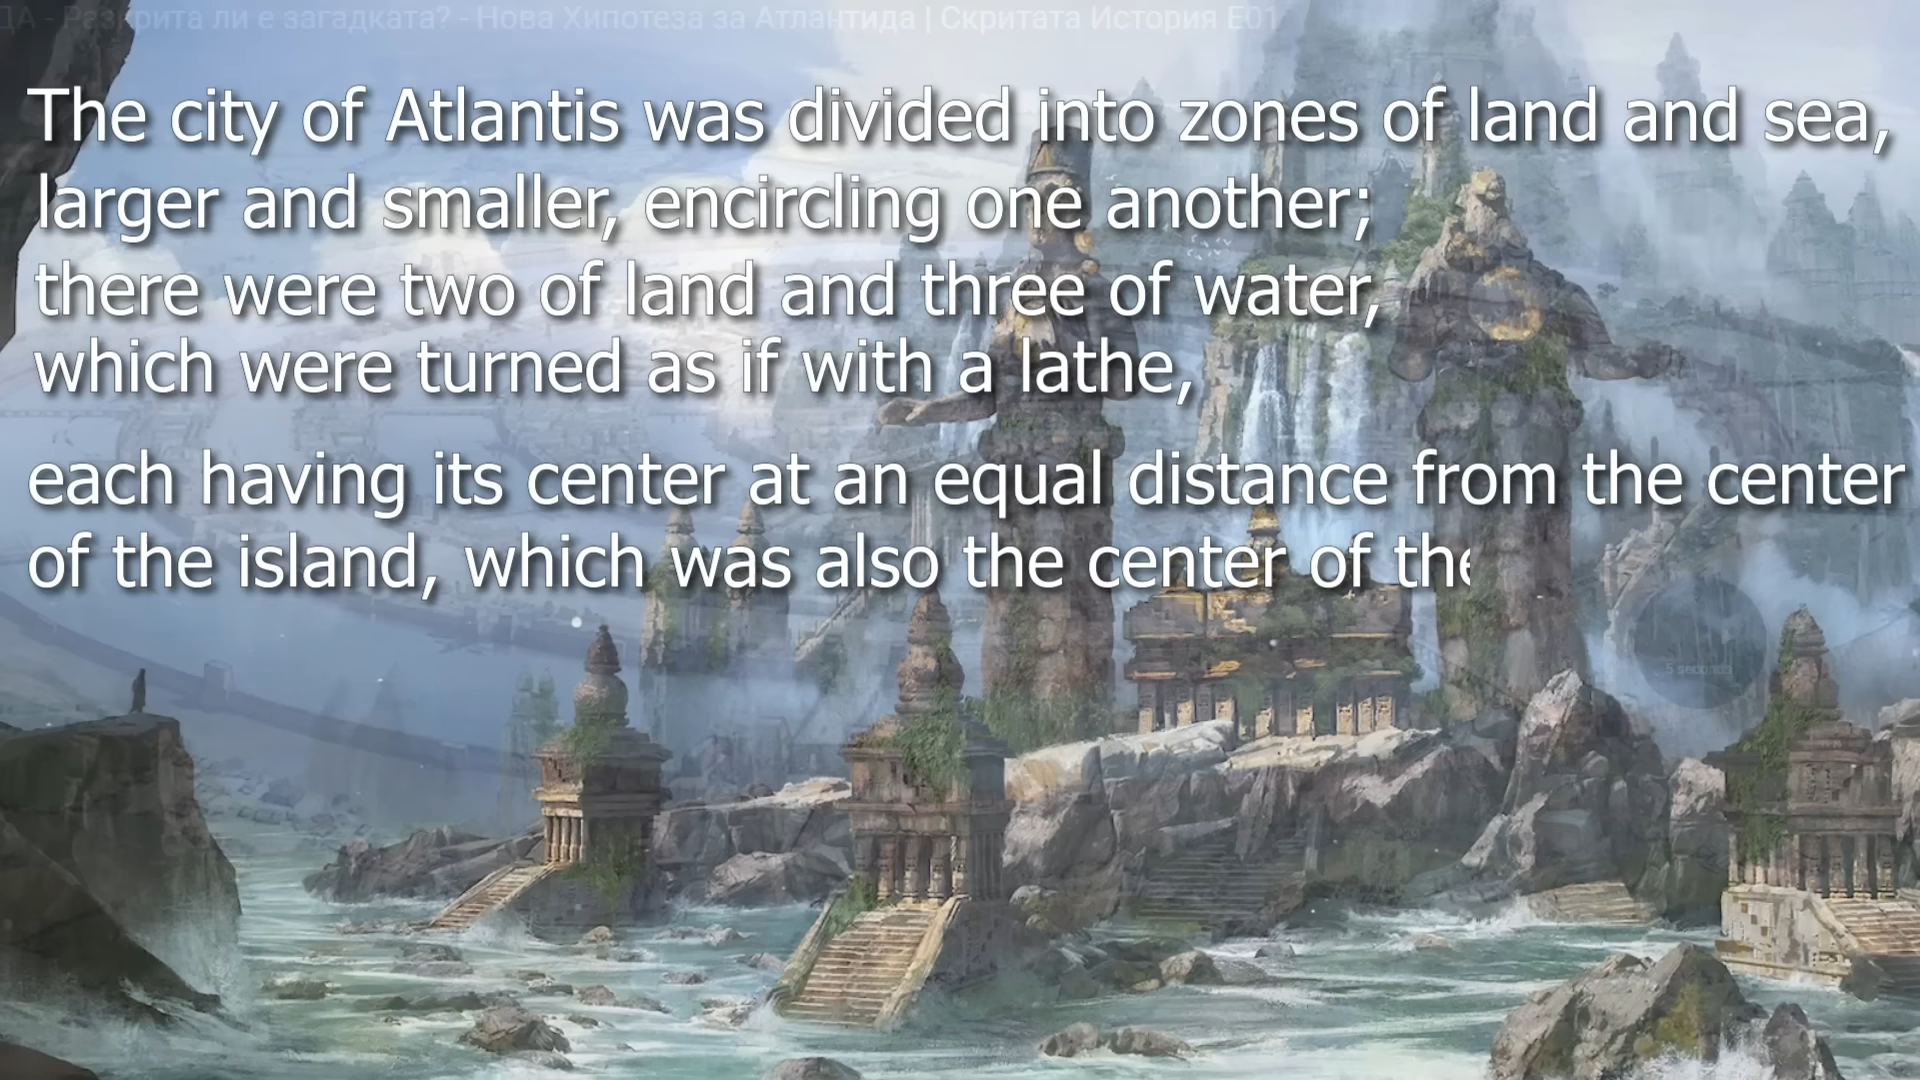 ДА - Разкрита ли е загадката? - Нова Хипотеза за Атлантида | Скритата История E01
The city of Atlantis was divided into zones of land and sea,
larger and smaller, encircling one another;
there were two of land and three of water,
which were turned as if with a lathe,
each having its center at an equal distance from the center
of the island, which was also the center of the
5 seconds